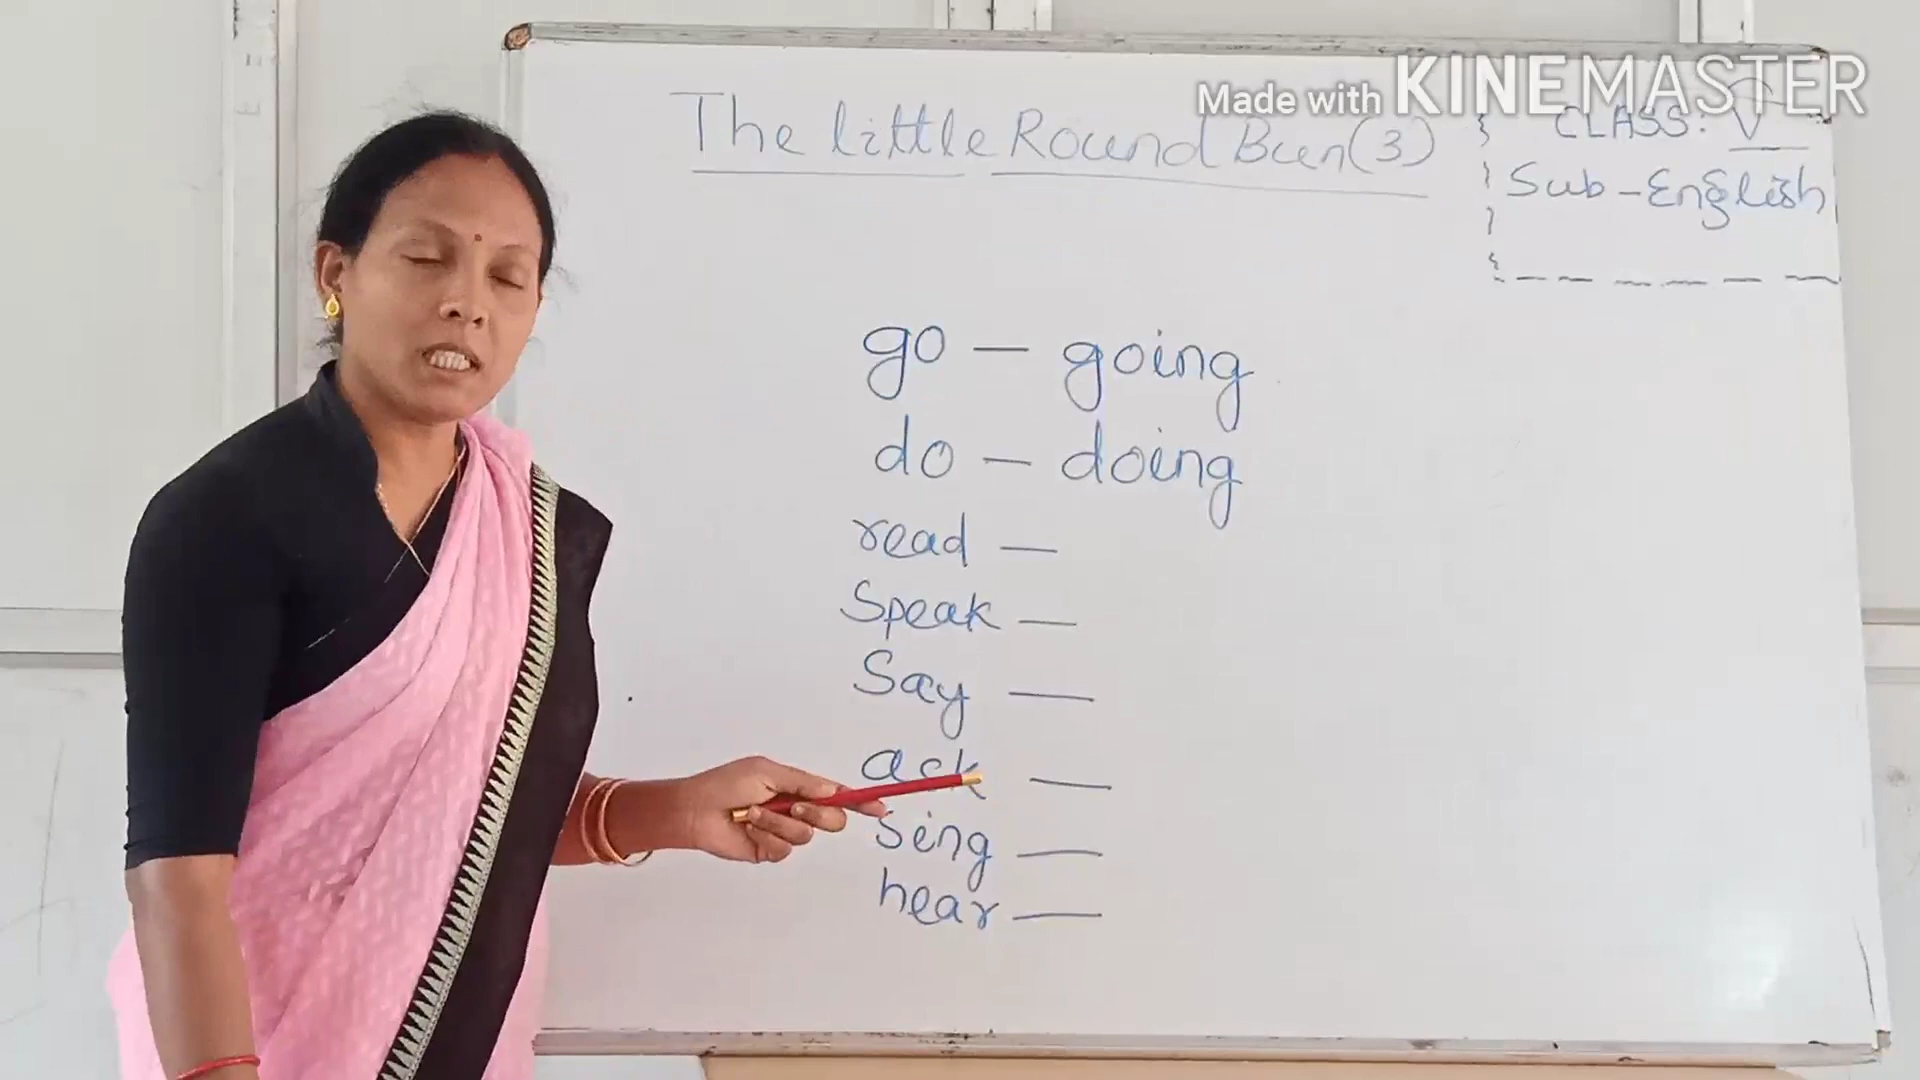 Made with KINEMASTER
The little Round Bun (3)
CLASS: V
Sub - English
go — going
do — doing
read —
Speak —
Say —
ask —
Sing —
hear —